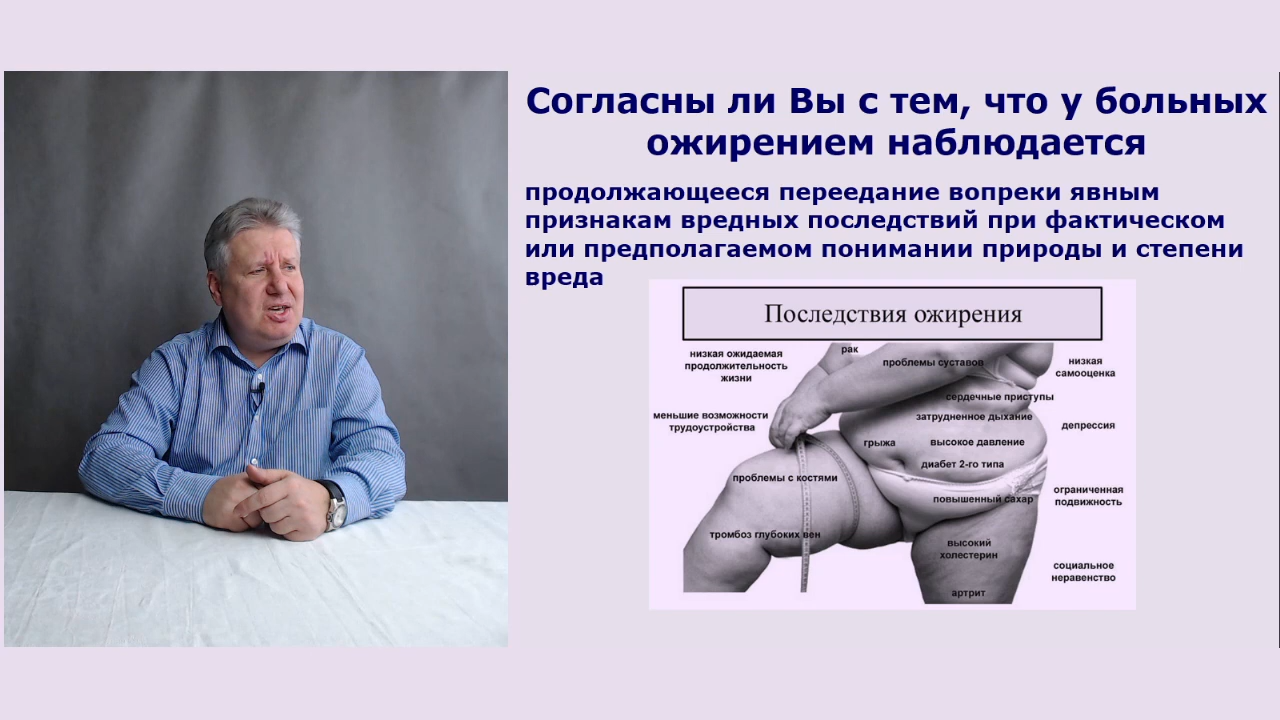 Согласны ли Вы с тем, что у больных
ожирением наблюдается
продолжающееся переедание вопреки явным
признакам вредных последствий при фактическом
или предполагаемом понимании природы и степени
вреда
Последствия ожирения
низкая ожидаемая
продолжительность
жизни
рак
проблемы суставов
низкая
самооценка
сердечные приступы
меньшие возможности
трудоустройства
затрудненное дыхание
депрессия
грыжа
высокое давление
диабет 2-го типа
проблемы с костями
повышенный сахар
ограниченная
подвижность
тромбоз глубоких вен
высокий
холестерин
социальное
неравенство
артрит